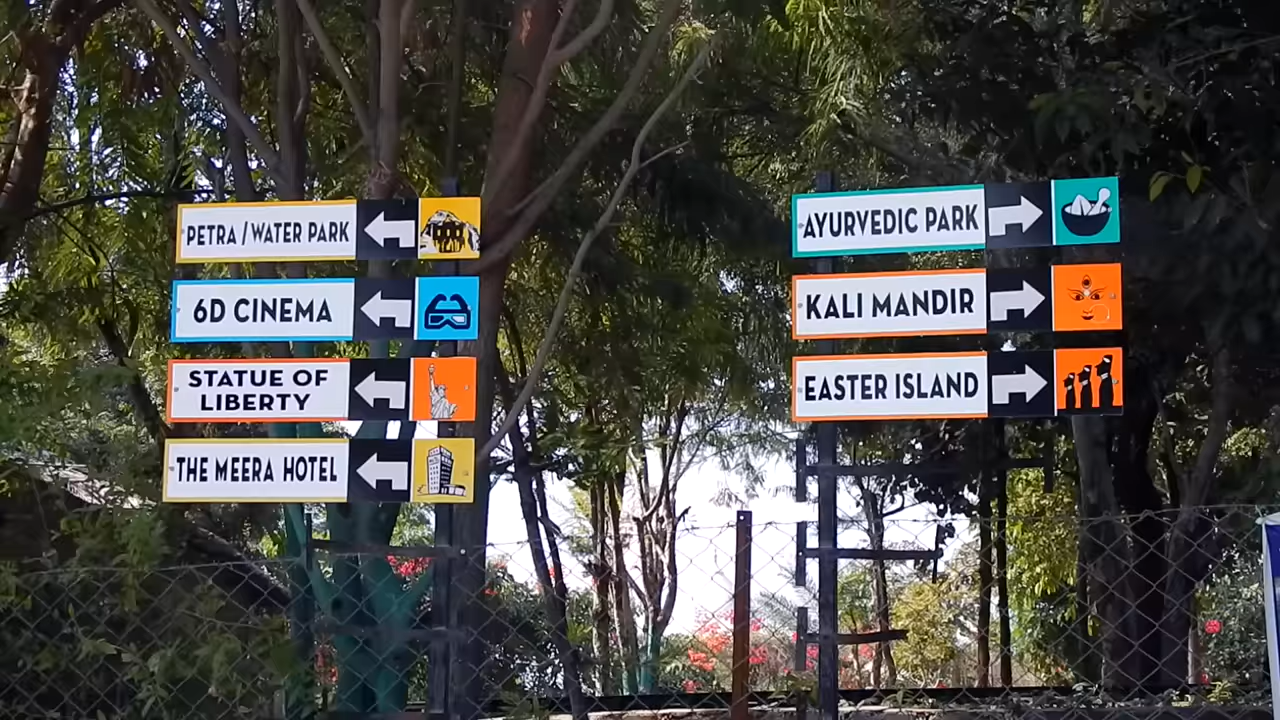 PETRA / WATER PARK
6D CINEMA
STATUE OF
LIBERTY
THE MEERA HOTEL
AYURVEDIC PARK
KALI MANDIR
EASTER ISLAND